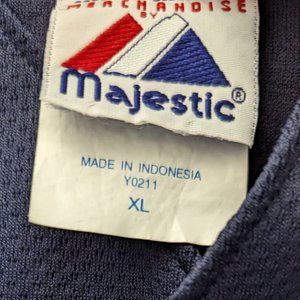 MERCHANDISE
BY
Majestic®
MADE IN INDONESIA
Y0211
XL